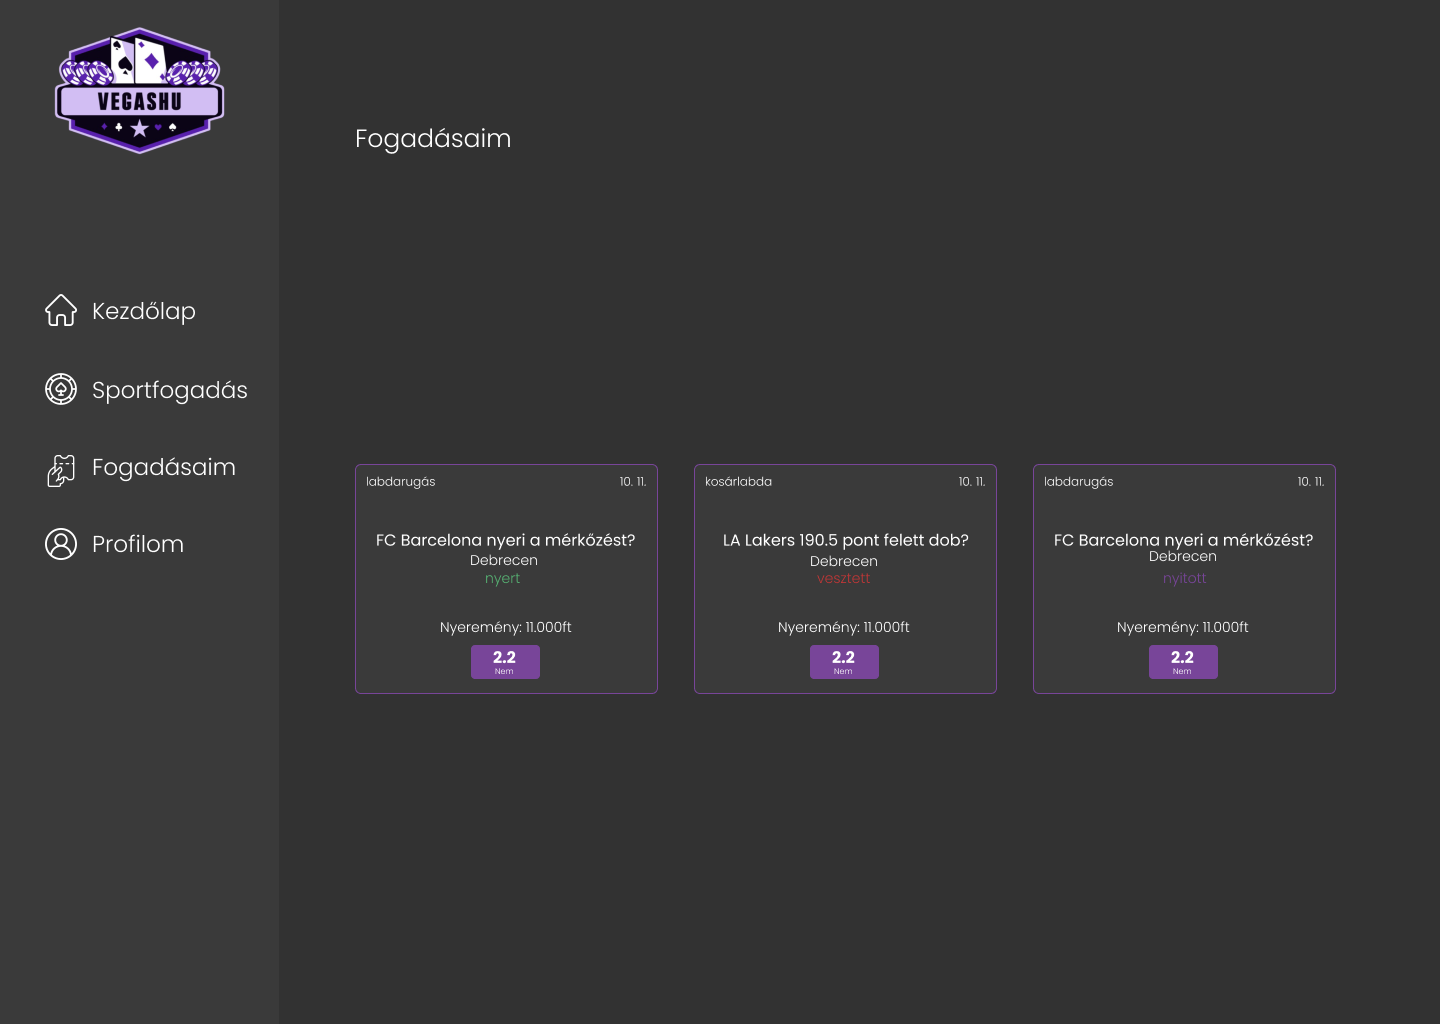 VEGASHU
Kezdőlap
Sportfogadás
Fogadásaim
Profilom
Fogadásaim
labdarugás 10. 11.
FC Barcelona nyeri a mérkőzést?
Debrecen
nyert
Nyeremény: 11.000ft
2.2
Nem
kosárlabda 10. 11.
LA Lakers 190.5 pont felett dob?
Debrecen
vesztett
Nyeremény: 11.000ft
2.2
Nem
labdarugás 10. 11.
FC Barcelona nyeri a mérkőzést?
Debrecen
nyitott
Nyeremény: 11.000ft
2.2
Nem